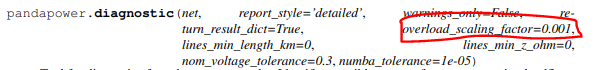 pandapower.diagnostic(net, report_style='detailed', warnings_only=False, re-
turn_result_dict=True, overload_scaling_factor=0.001,
lines_min_length_km=0, lines_min_z_ohm=0,
nom_voltage_tolerance=0.3, numba_tolerance=1e-05)